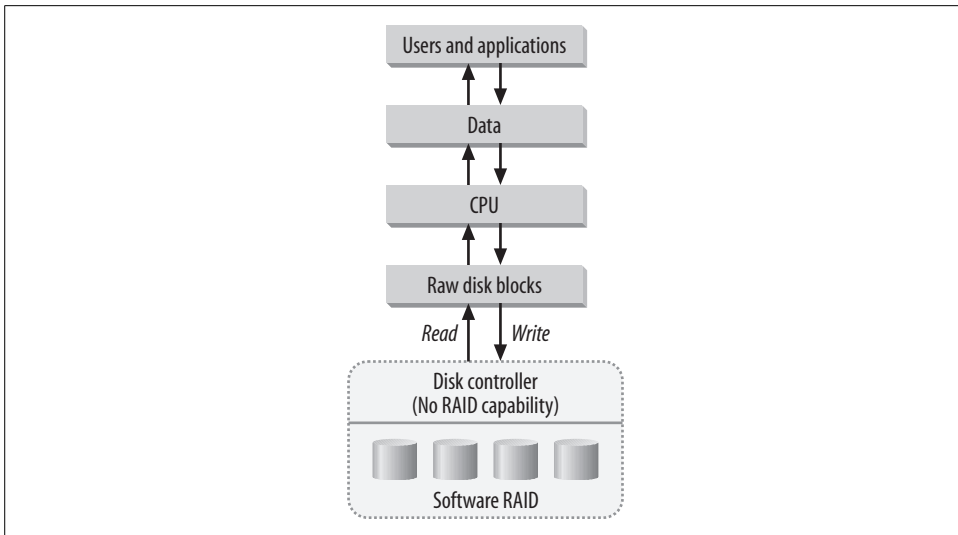 Users and applications
Data
CPU
Raw disk blocks
Read
Write
Disk controller
(No RAID capability)
Software RAID